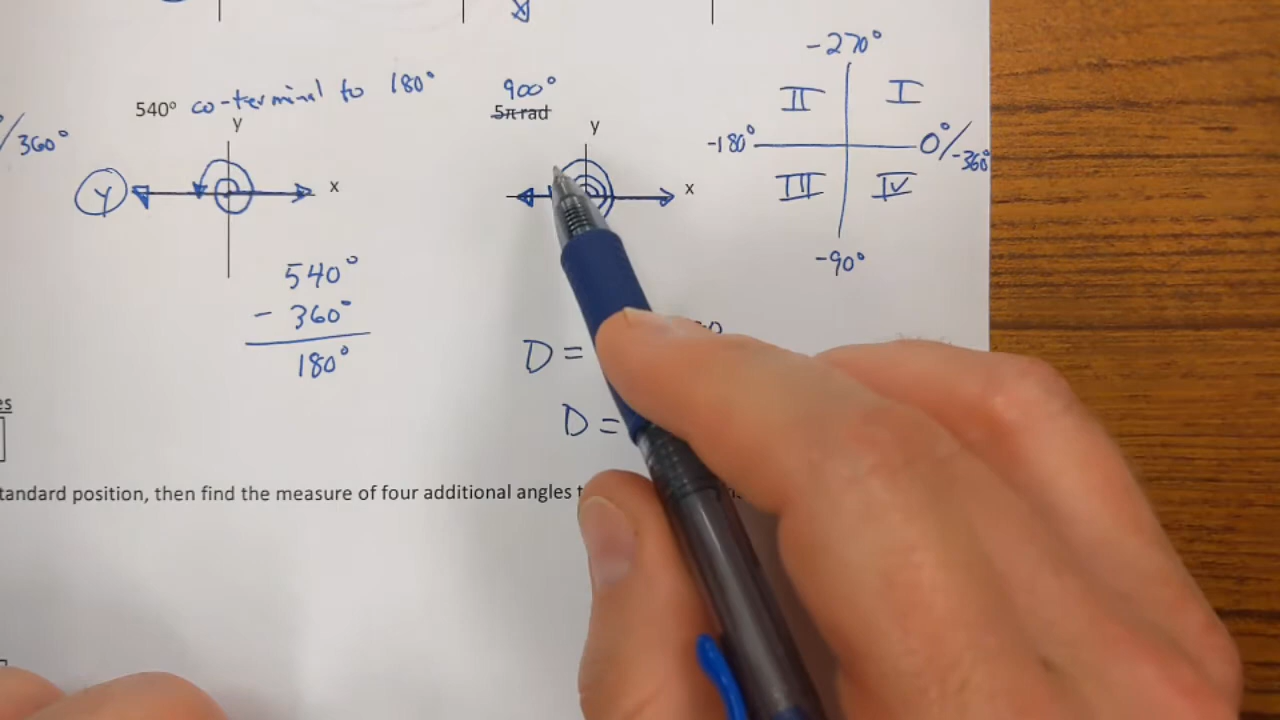 -270°
540° co-terminal to 180°
900°
5π rad
II I
y
y
/360°
-180° 0°/-360°
y x
x
III IV
-90°
540°
- 360°
180°
D =
D =
es
tandard position, then find the measure of four additional angles